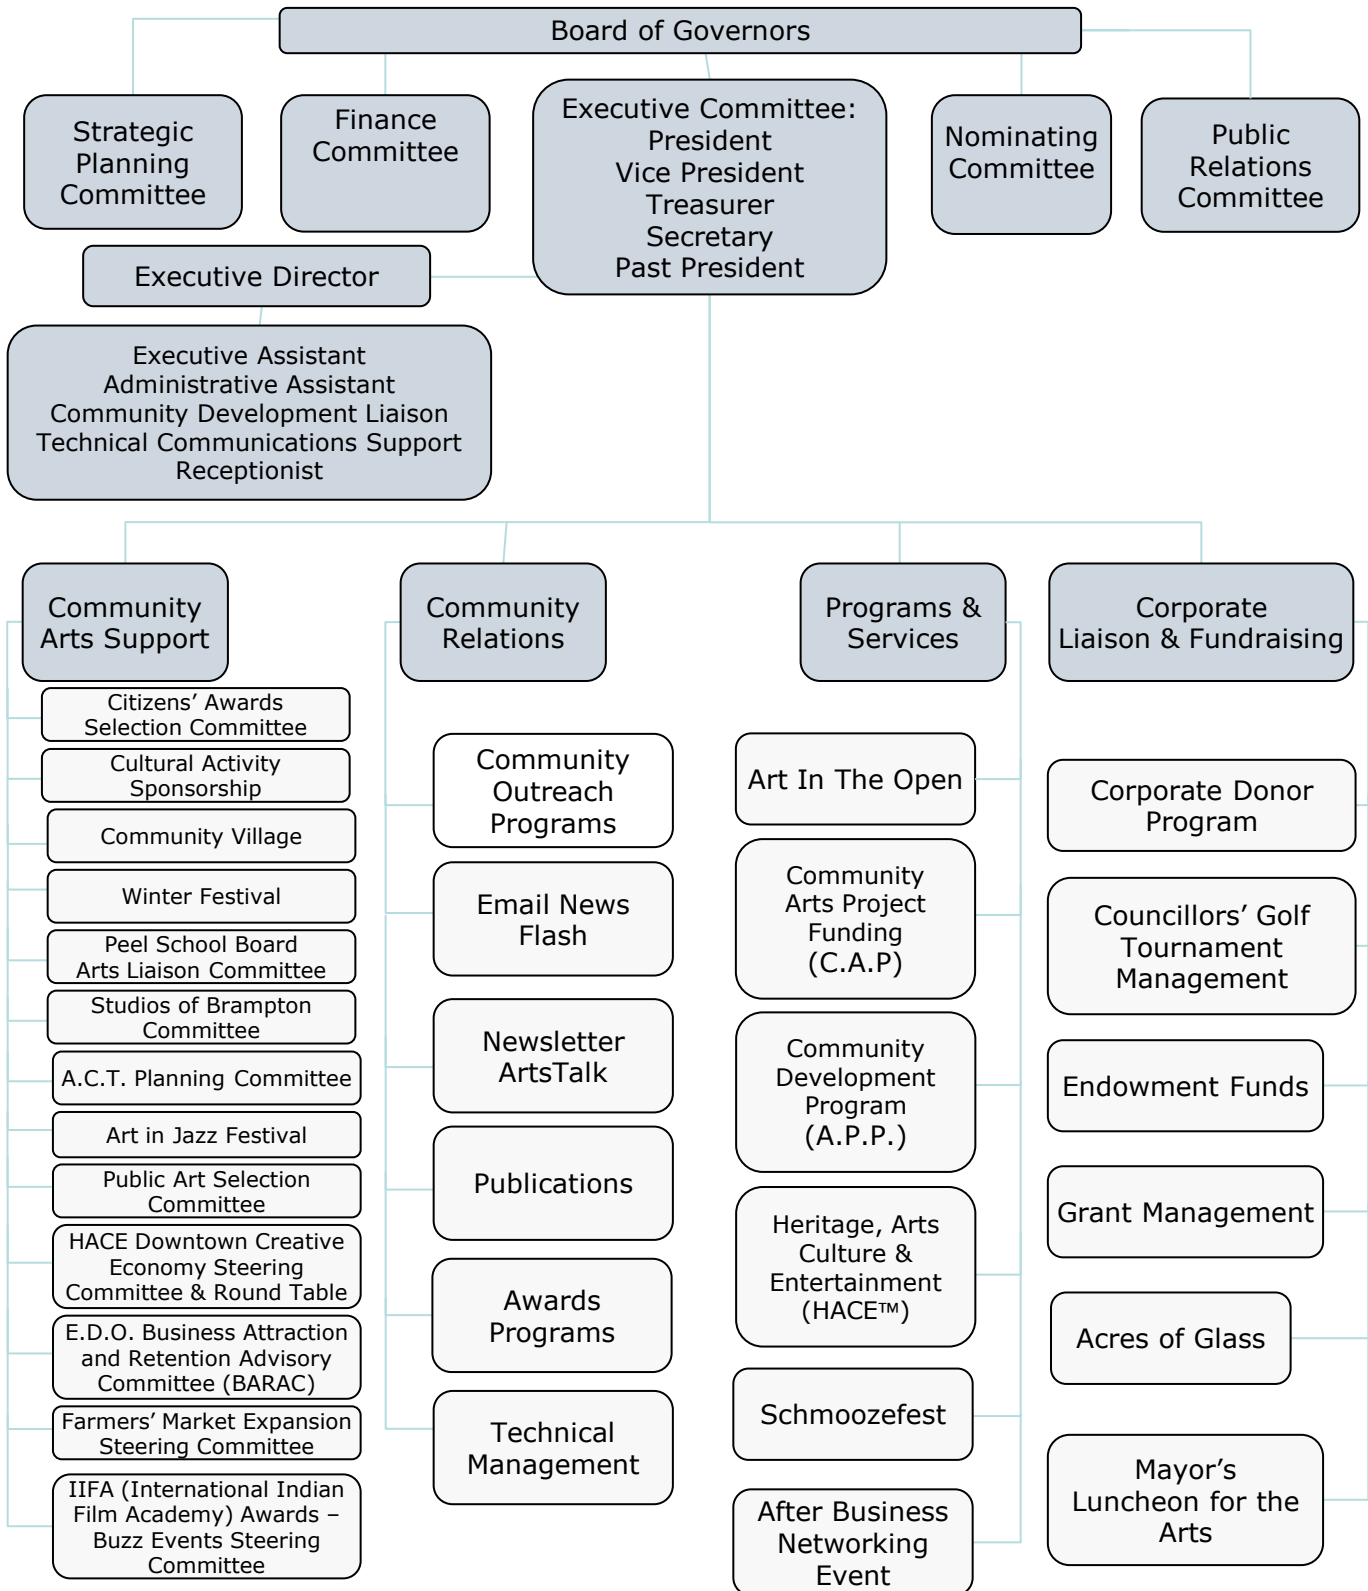 Board of Governors
Strategic
Planning
Committee
Finance
Committee
Executive Committee:
President
Vice President
Treasurer
Secretary
Past President
Nominating
Committee
Public
Relations
Committee
Executive Director
Executive Assistant
Administrative Assistant
Community Development Liaison
Technical Communications Support
Receptionist
Community
Arts Support
Citizens’ Awards
Selection Committee
Cultural Activity
Sponsorship
Community Village
Winter Festival
Peel School Board
Arts Liaison Committee
Studios of Brampton
Committee
A.C.T. Planning Committee
Art in Jazz Festival
Public Art Selection
Committee
HACE Downtown Creative
Economy Steering
Committee & Round Table
E.D.O. Business Attraction
and Retention Advisory
Committee (BARAC)
Farmers’ Market Expansion
Steering Committee
IIFA (International Indian
Film Academy) Awards –
Buzz Events Steering
Committee
Community
Relations
Community
Outreach
Programs
Email News
Flash
Newsletter
ArtsTalk
Publications
Awards
Programs
Technical
Management
Programs &
Services
Art In The Open
Community
Arts Project
Funding
(C.A.P)
Community
Development
Program
(A.P.P.)
Heritage, Arts
Culture &
Entertainment
(HACE™)
Schmoozefest
After Business
Networking
Event
Corporate
Liaison & Fundraising
Corporate Donor
Program
Councillors’ Golf
Tournament
Management
Endowment Funds
Grant Management
Acres of Glass
Mayor’s
Luncheon for the
Arts